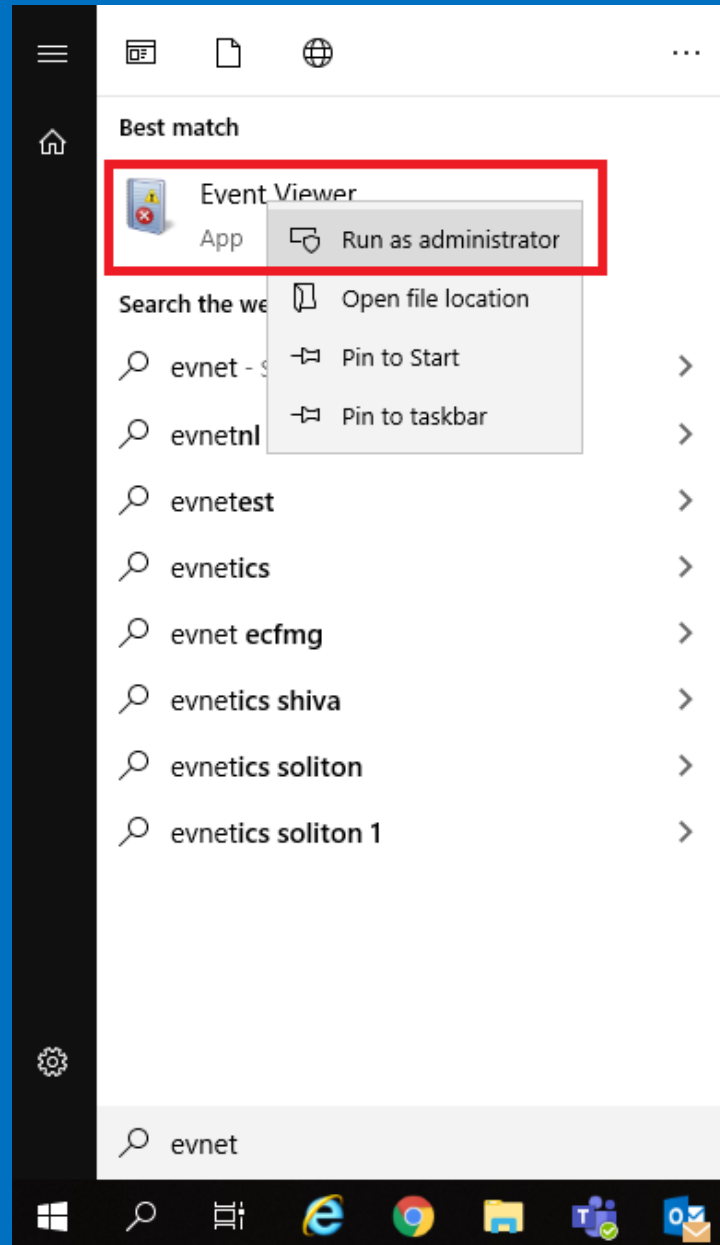 Best match
Event Viewer
App
Run as administrator
Search the we
Open file location
evnet - s
Pin to Start
evnetnl
Pin to taskbar
evnetest
evnetics
evnet ecfmg
evnetics shiva
evnetics soliton
evnetics soliton 1
evnet